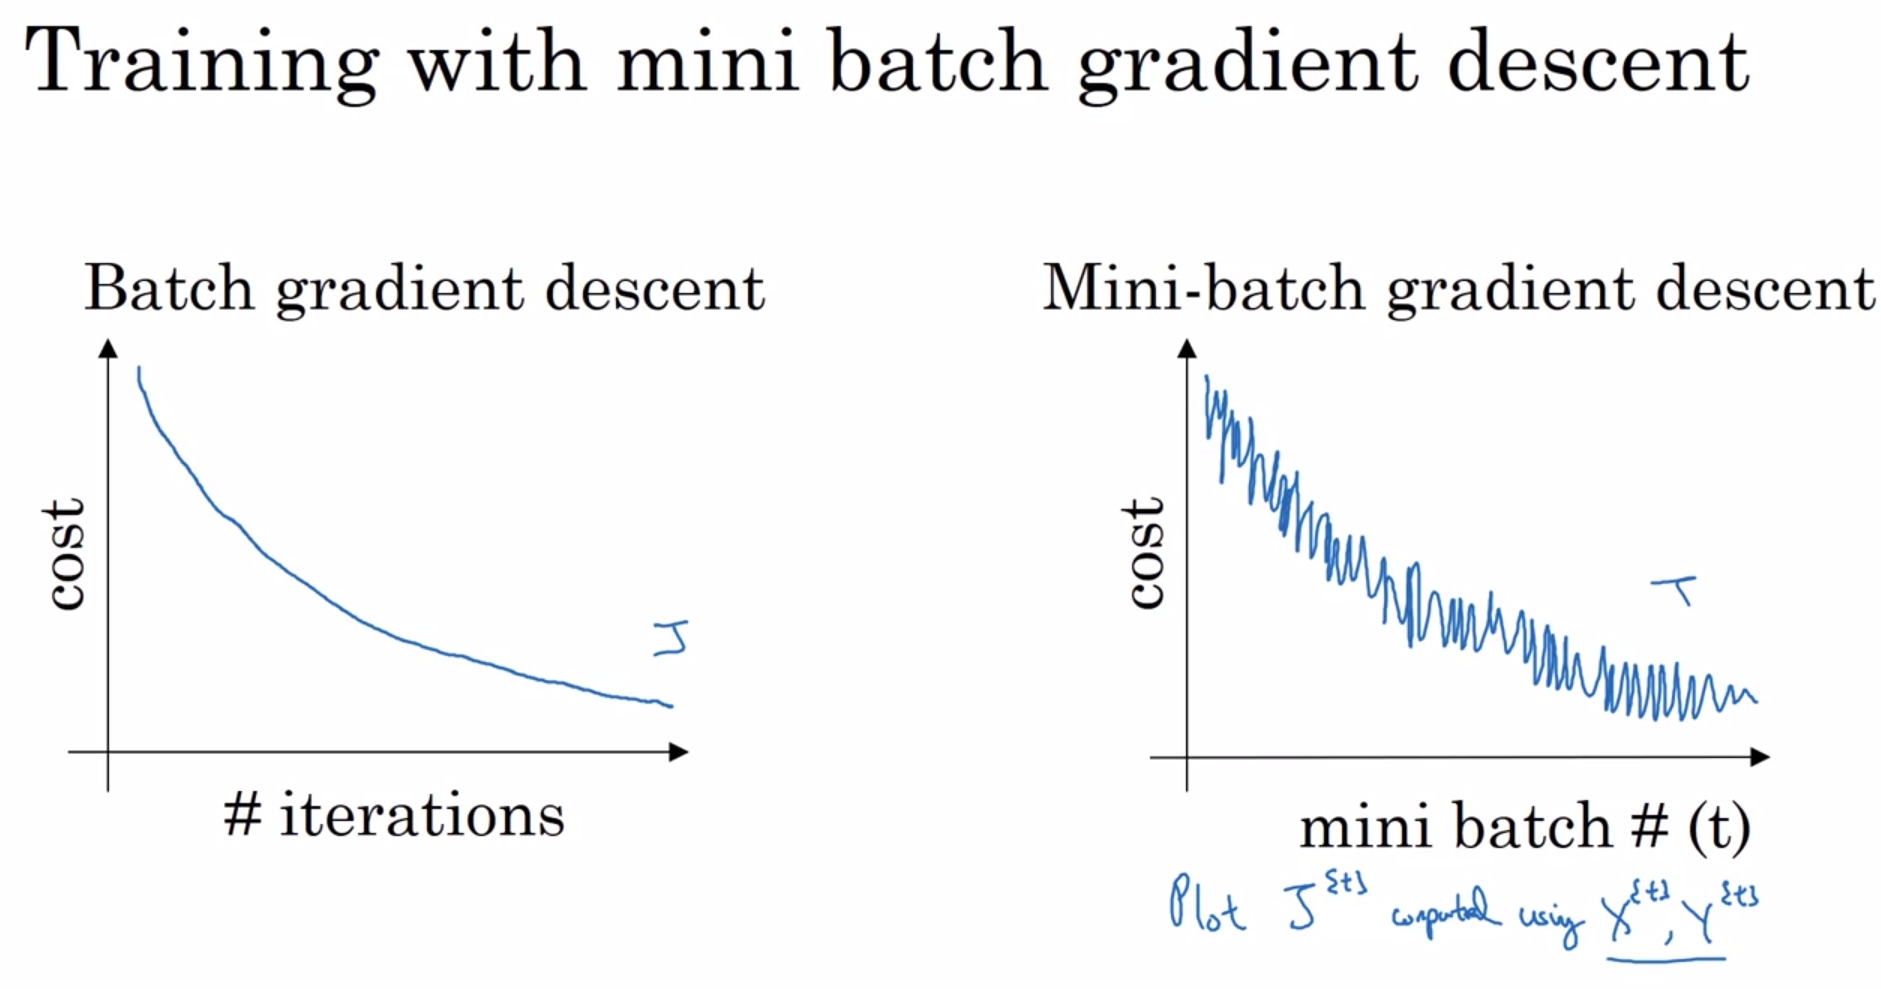 Training with mini batch gradient descent
Batch gradient descent
cost
J
# iterations
Mini-batch gradient descent
cost
mini batch # (t)
Plot J^{t} computed using X^{t}, Y^{t}